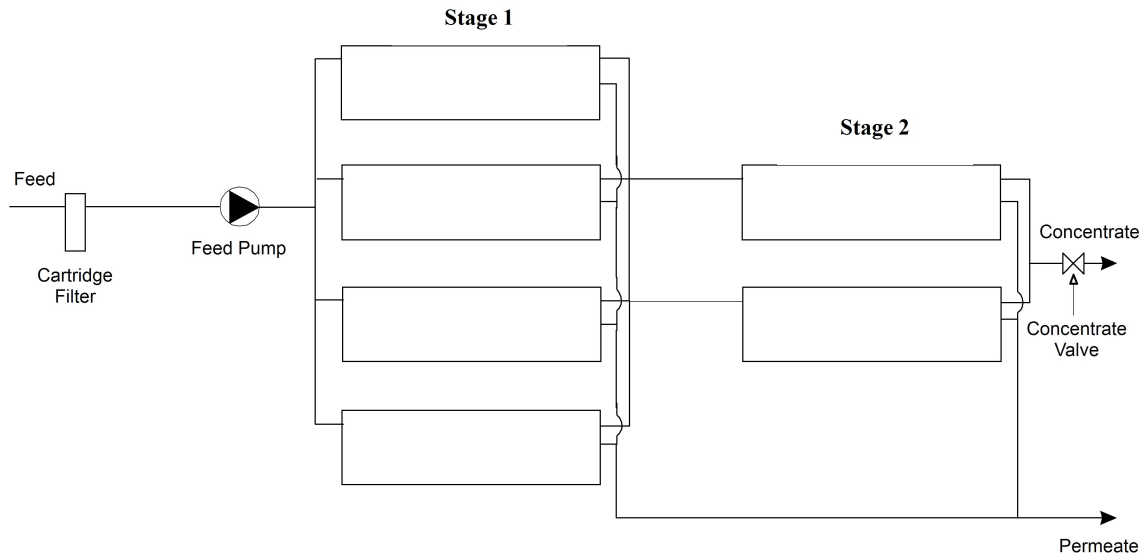 Stage 1
Stage 2
Feed
Feed Pump
Cartridge
Filter
Concentrate
Concentrate
Valve
Permeate